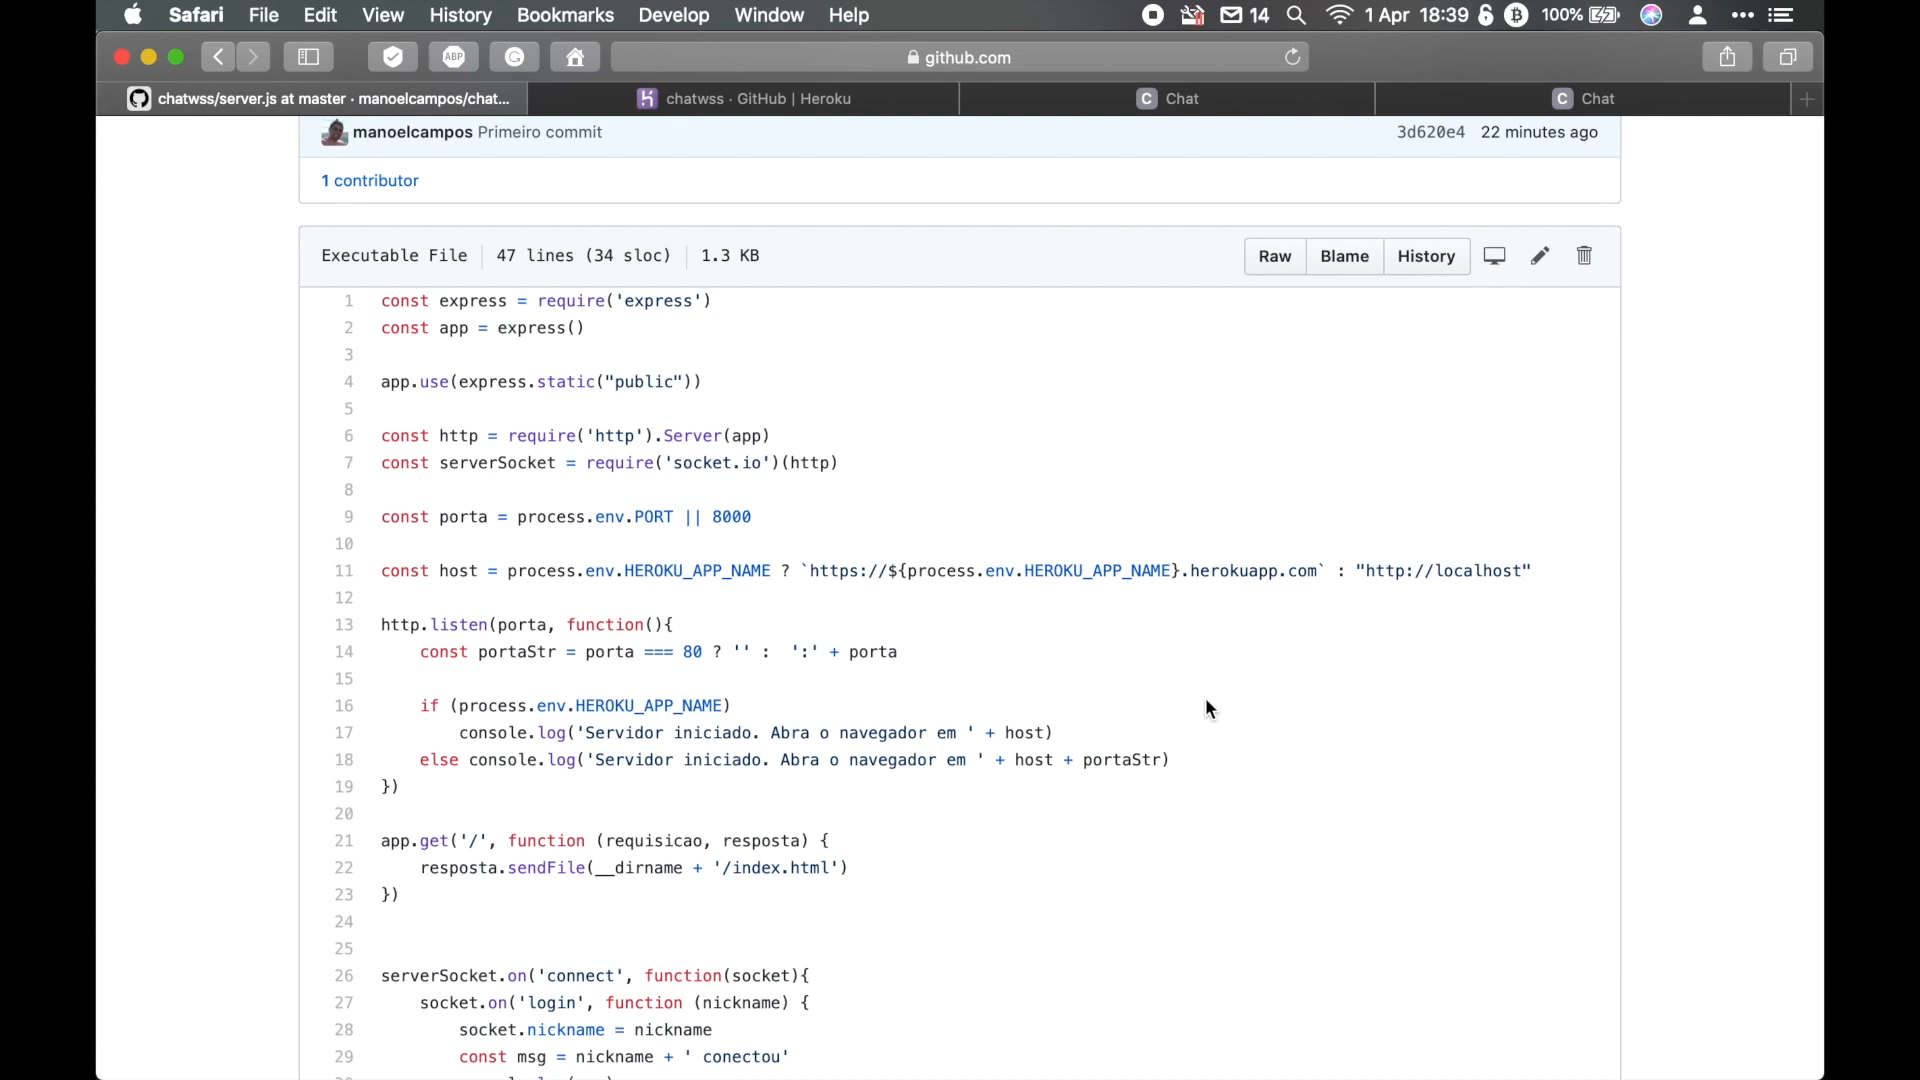 Safari File Edit View History Bookmarks Develop Window Help 14 1 Apr 18:39 100%
ABP G github.com
chatwss/server.js at master · manoelcampos/chat... chatwss · GitHub | Heroku C Chat C Chat
manoelcampos Primeiro commit 3d620e4 22 minutes ago
1 contributor
Executable File 47 lines (34 sloc) 1.3 KB Raw Blame History
1 const express = require('express')
2 const app = express()
3
4 app.use(express.static("public"))
5
6 const http = require('http').Server(app)
7 const serverSocket = require('socket.io')(http)
8
9 const porta = process.env.PORT || 8000
10
11 const host = process.env.HEROKU_APP_NAME ? `https://${process.env.HEROKU_APP_NAME}.herokuapp.com` : "http://localhost"
12
13 http.listen(porta, function(){
14     const portaStr = porta === 80 ? '' :  ':' + porta
15
16     if (process.env.HEROKU_APP_NAME)
17         console.log('Servidor iniciado. Abra o navegador em ' + host)
18     else console.log('Servidor iniciado. Abra o navegador em ' + host + portaStr)
19 })
20
21 app.get('/', function (requisicao, resposta) {
22     resposta.sendFile(__dirname + '/index.html')
23 })
24
25
26 serverSocket.on('connect', function(socket){
27     socket.on('login', function (nickname) {
28         socket.nickname = nickname
29         const msg = nickname + ' conectou'